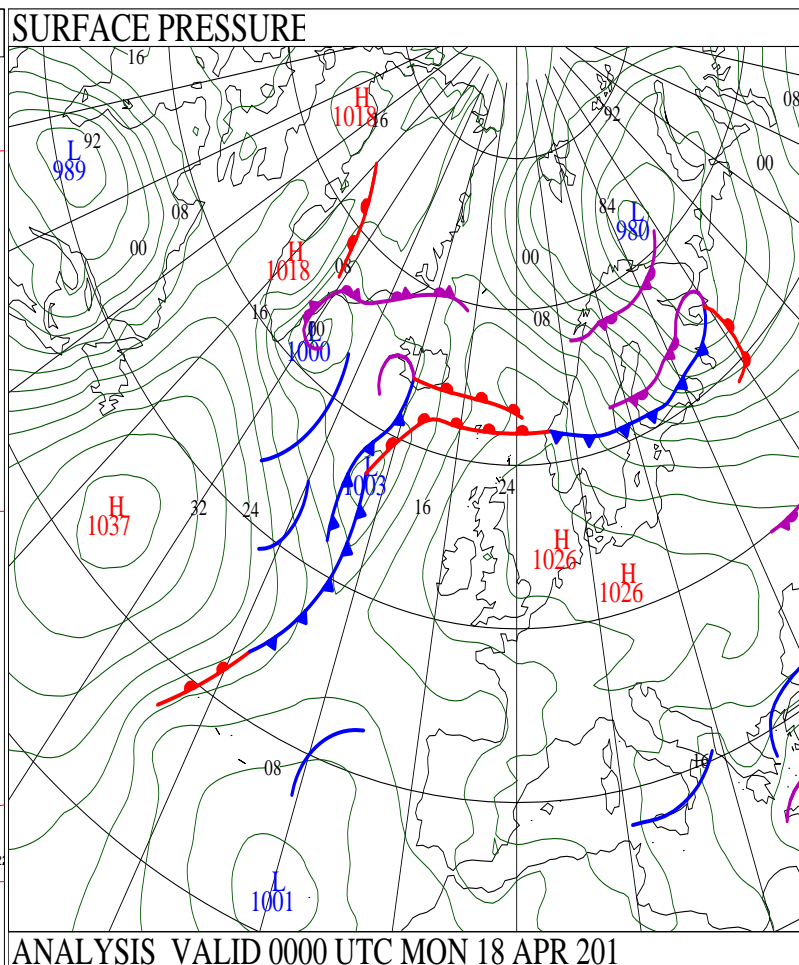 SURFACE PRESSURE
16
H
1018
16
92
08
92
L
989
00
84
L
980
08
00
H
1018
08
00
16
00
L
1000
08
L
1003
24
16
32
24
H
1037
H
1026
H
1026
16
08
L
1001
ANALYSIS VALID 0000 UTC MON 18 APR 201